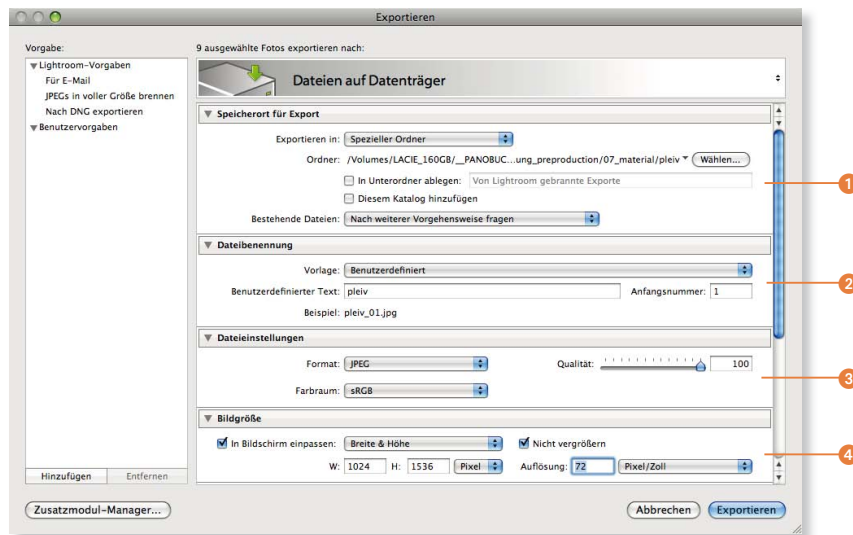 Exportieren
Vorgabe:
9 ausgewählte Fotos exportieren nach:
Lightroom-Vorgaben
Für E-Mail
JPEGs in voller Größe brennen
Nach DNG exportieren
Benutzervorgaben
Hinzufügen
Entfernen
Dateien auf Datenträger
Speicherort für Export
Exportieren in: Spezieller Ordner
Ordner: /Volumes/LACIE_160GB/__PANOBUC...ung_preproduction/07_material/pleiv Wählen...
In Unterordner ablegen: Von Lightroom gebrannte Exporte
Diesem Katalog hinzufügen
Bestehende Dateien: Nach weiterer Vorgehensweise fragen
1
Dateibenennung
Vorlage: Benutzerdefiniert
Benutzerdefinierter Text: pleiv Anfangsnummer: 1
Beispiel: pleiv_01.jpg
2
Dateieinstellungen
Format: JPEG Qualität: 100
Farbraum: sRGB
3
Bildgröße
In Bildschirm einpassen: Breite & Höhe Nicht vergrößern
W: 1024 H: 1536 Pixel Auflösung: 72 Pixel/Zoll
4
Zusatzmodul-Manager...
Abbrechen
Exportieren